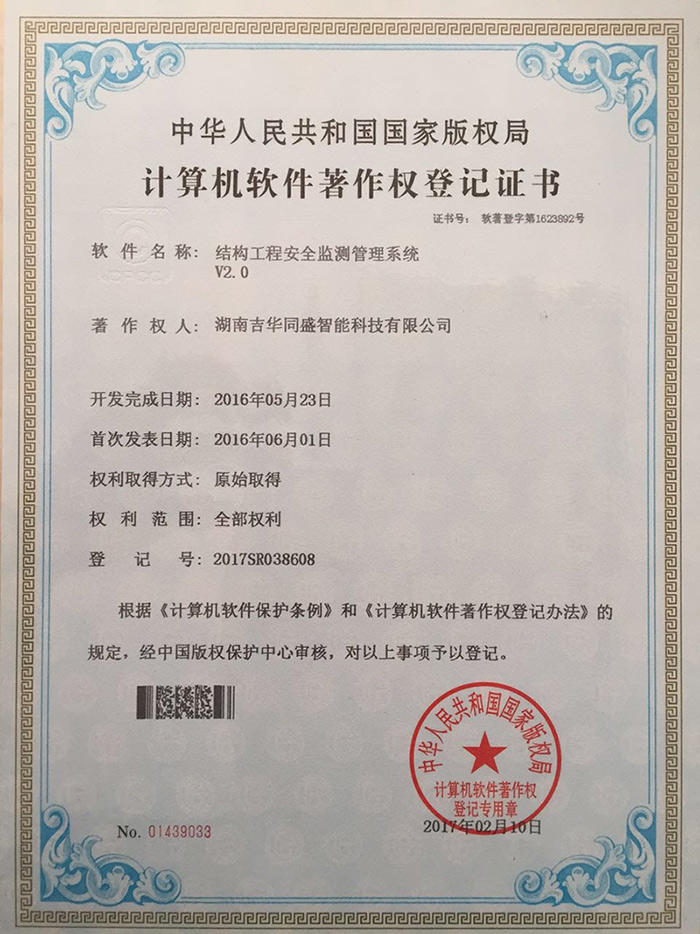 中华人民共和国国家版权局
计算机软件著作权登记证书
证书号： 软著登字第1623892号
软件名称： 结构工程安全监测管理系统
V2.0
著作权人： 湖南吉华同盛智能科技有限公司
开发完成日期： 2016年05月23日
首次发表日期： 2016年06月01日
权利取得方式： 原始取得
权利范围： 全部权利
登记号： 2017SR038608
根据《计算机软件保护条例》和《计算机软件著作权登记办法》的
规定，经中国版权保护中心审核，对以上事项予以登记。
中华人民共和国国家版权局
计算机软件著作权
登记专用章
No. 01439033
2017年02月10日